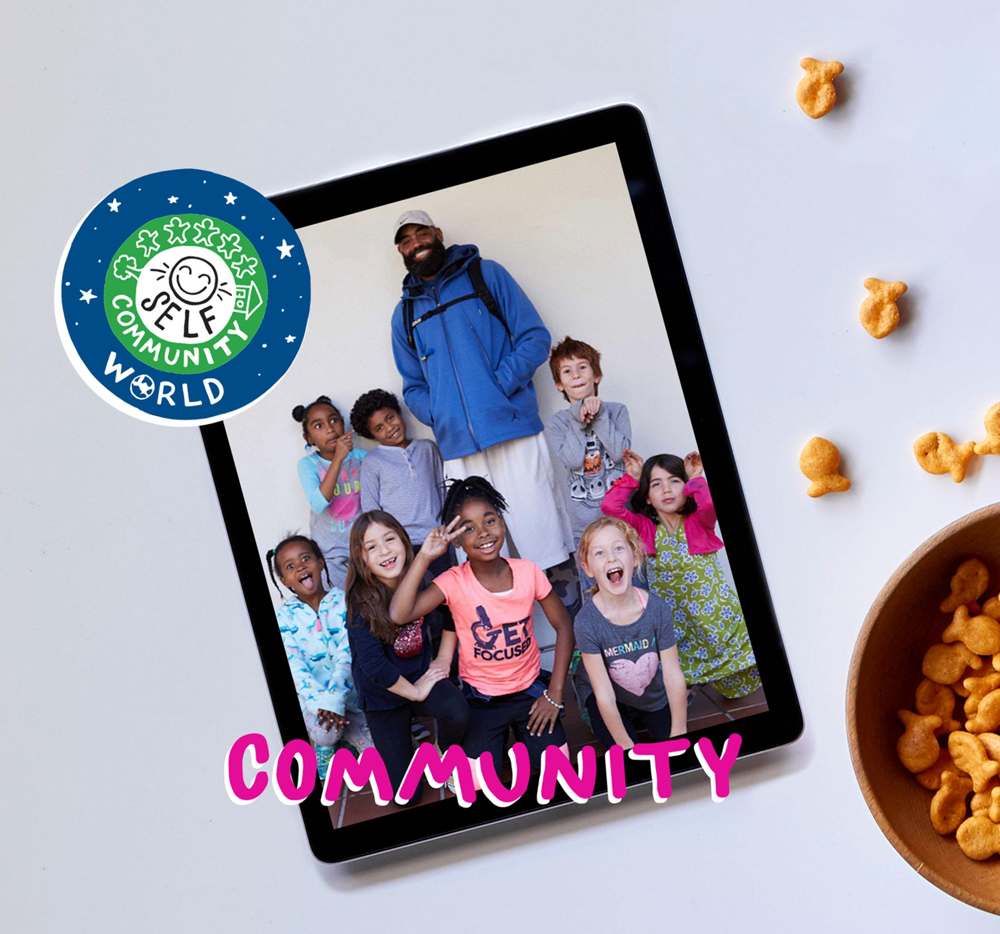 SELF
COMMUNITY
WORLD
GET
FOCUSED
MERMAID
COMMUNITY